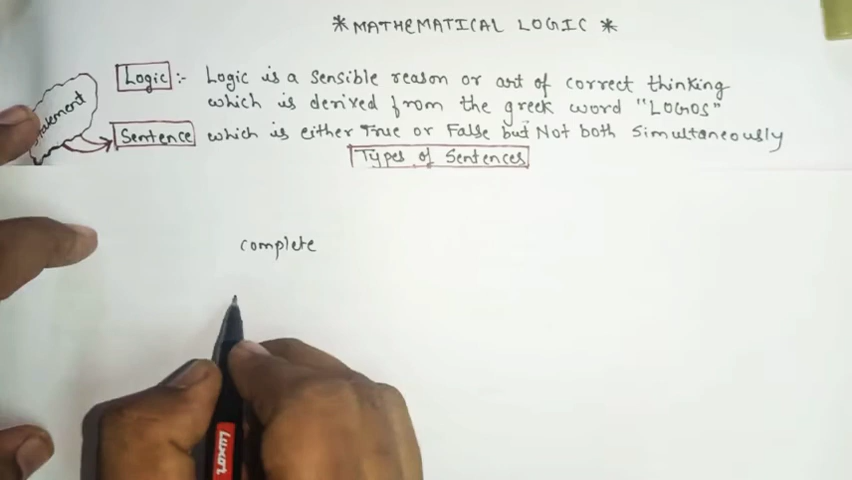 *MATHEMATICAL LOGIC *
Logic :- Logic is a sensible reason or art of correct thinking
which is derived from the greek word "LOGOS"
Statement
Sentence which is either True or False but Not both simultaneously
Types of Sentences
complete
Luxor